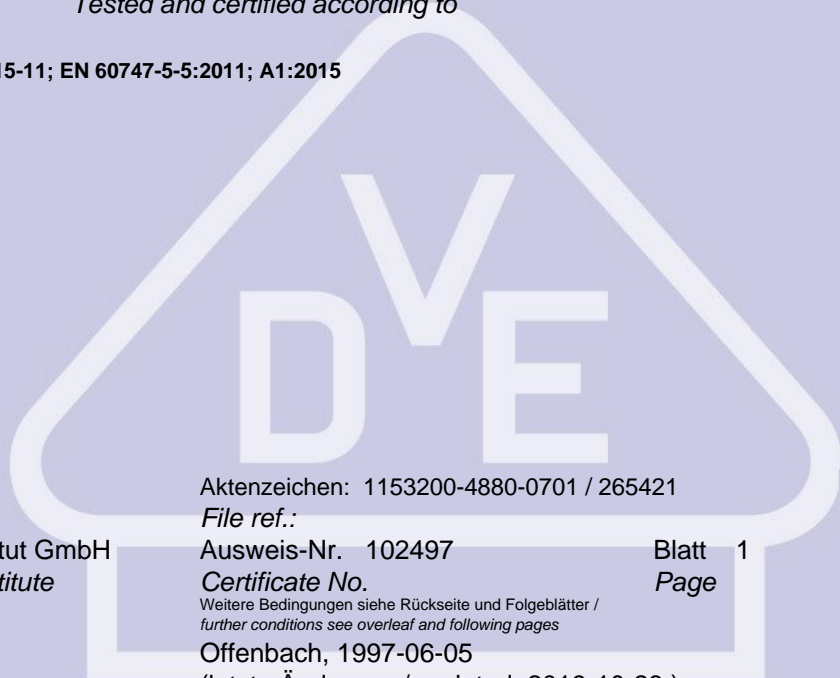 Tested and certified according to
15-11; EN 60747-5-5:2011; A1:2015
V
D E
Aktenzeichen: 1153200-4880-0701 / 265421
File ref.:
tut GmbH Ausweis-Nr. 102497 Blatt 1
titute Certificate No. Page
Weitere Bedingungen siehe Rückseite und Folgeblätter /
further conditions see overleaf and following pages
Offenbach, 1997-06-05